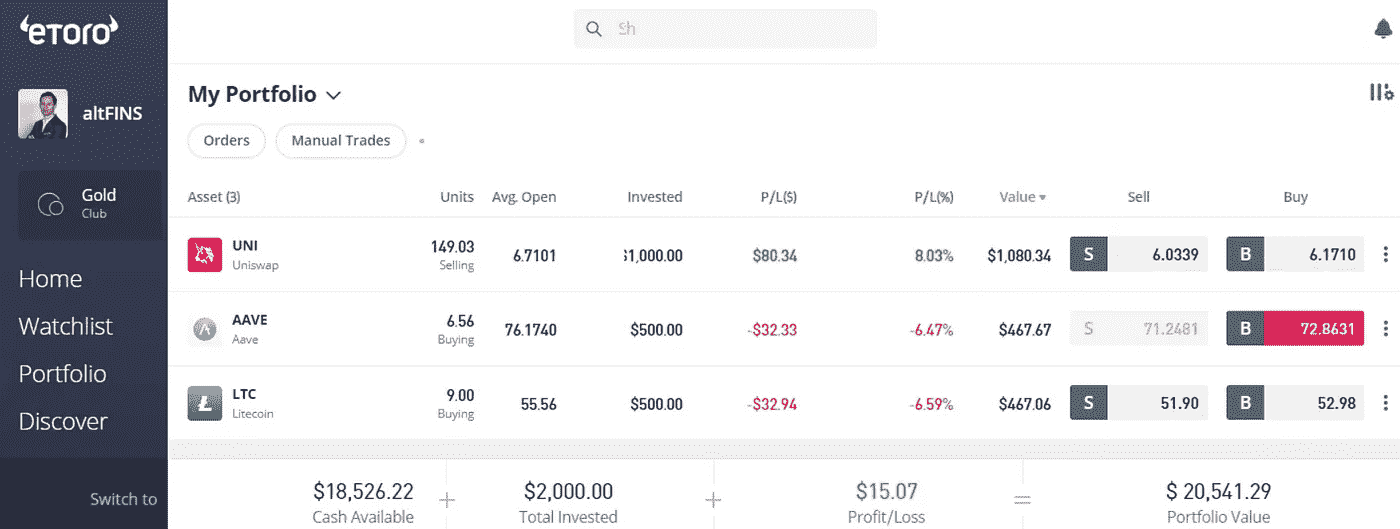 eToro
Sh
altFINS
My Portfolio
Orders Manual Trades
Gold
Club
Asset (3) Units Avg. Open Invested P/L($) P/L(%) Value Sell Buy
UNI 149.03 6.7101 $1,000.00 $80.34 8.03% $1,080.34 S 6.0339 B 6.1710
Uniswap Selling
Home
Watchlist
Portfolio
Discover
AAVE 6.56 76.1740 $500.00 -$32.33 -6.47% $467.67 S 71.2481 B 72.8631
Aave Buying
LTC 9.00 55.56 $500.00 -$32.94 -6.59% $467.06 S 51.90 B 52.98
Litecoin Buying
Switch to
$18,526.22 + $2,000.00 + $15.07 = $ 20,541.29
Cash Available Total Invested Profit/Loss Portfolio Value